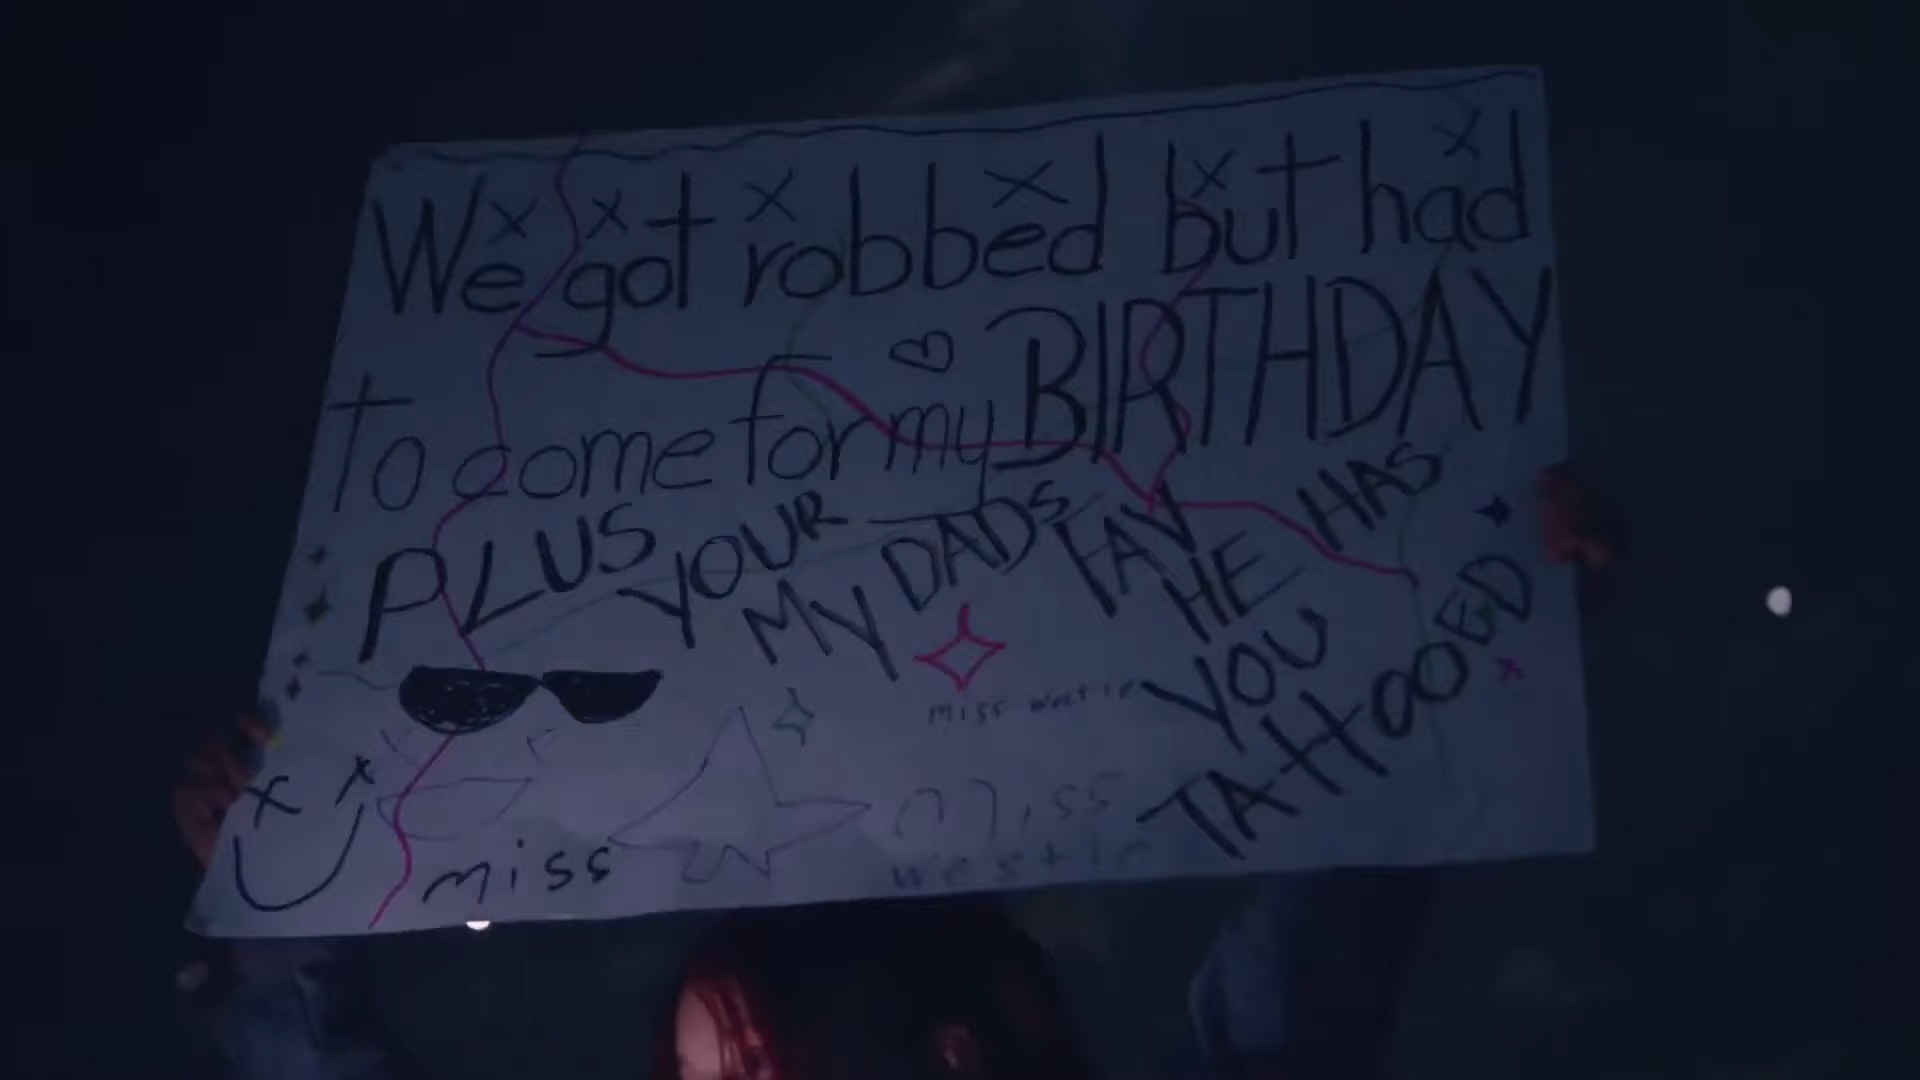 We got robbed but had
To come for my BIRTHDAY
PLUS YOUR MY DADS FAV HE HAS YOU TATTOOED
miss westie
miss westie
miss